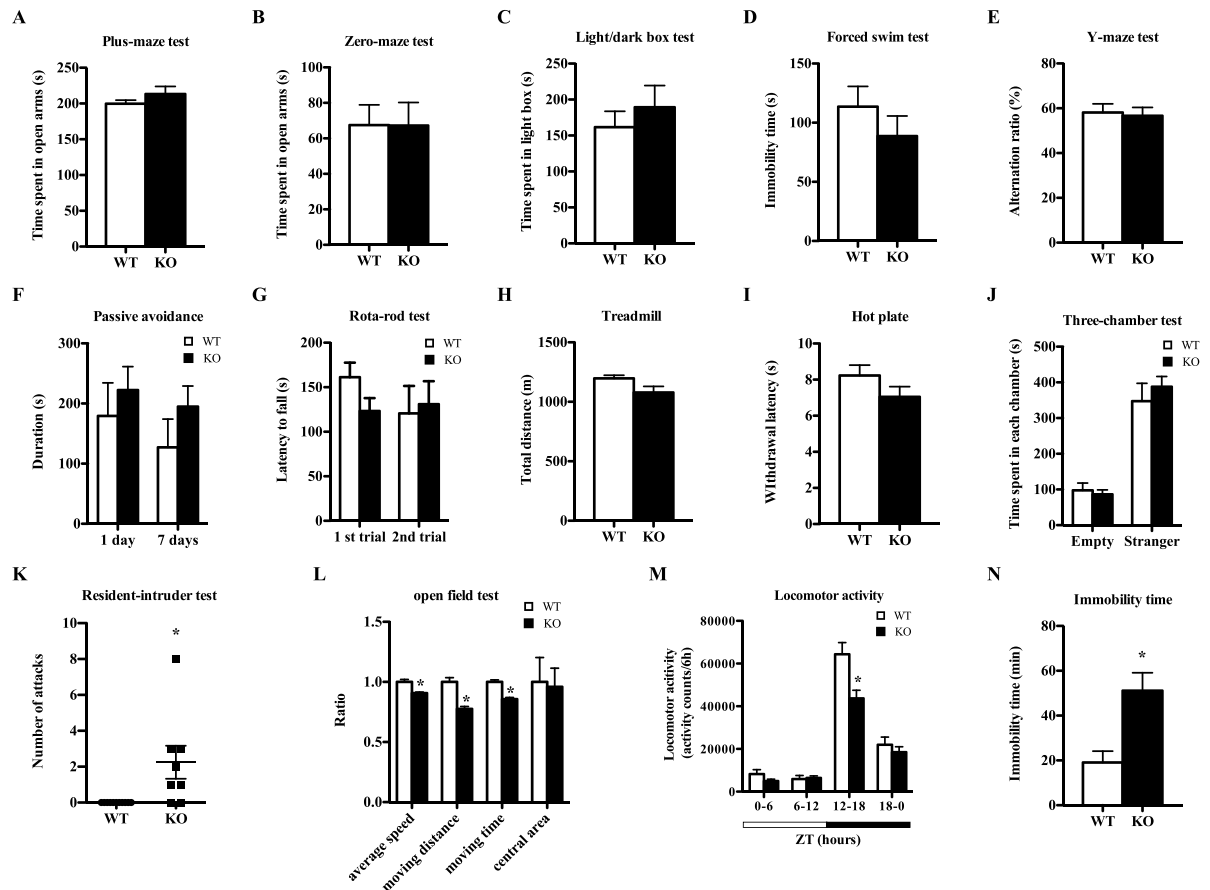 A
Plus-maze test
Time spent in open arms (s)
250
200
150
100
50
0
WT KO
B
Zero-maze test
Time spent in open arms (s)
100
80
60
40
20
0
WT KO
C
Light/dark box test
Time spent in light box (s)
250
200
150
100
50
0
WT KO
D
Forced swim test
Immobility time (s)
150
100
50
0
WT KO
E
Y-maze test
Alternation ratio (%)
80
60
40
20
0
WT KO
F
Passive avoidance
WT
KO
Duration (s)
300
200
100
0
1 day 7 days
G
Rota-rod test
WT
KO
Latency to fall (s)
200
150
100
50
0
1 st trial 2nd trial
H
Treadmill
Total distance (m)
1500
1000
500
0
WT KO
I
Hot plate
WIthdrawal latency (s)
10
8
6
4
2
0
WT KO
J
Three-chamber test
WT
KO
Time spent in each chamber (s)
500
400
300
200
100
0
Empty Stranger
K
Resident-intruder test
Number of attacks
10
8
6
4
2
0
*
WT KO
L
open field test
WT
KO
Ratio
1.5
1.0
0.5
0.0
* * *
average speed
moving distance
moving time
central area
M
Locomotor activity
WT
KO
Locomotor acitivity
(activity counts/6h)
80000
60000
40000
20000
0
*
0-6 6-12 12-18 18-0
ZT (hours)
N
Immobility time
Immobility time (min)
80
60
40
20
0
*
WT KO